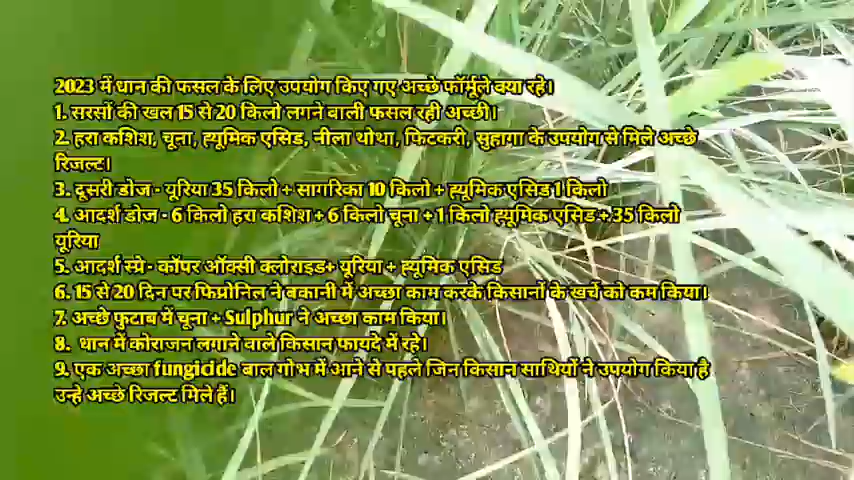 2023 में धान की फसल के लिए उपयोग किए गए अच्छे फॉर्मूले क्या रहे।
1. सरसों की खल 15 से 20 किलो लगने वाली फसल रही अच्छी।
2. हरा कशिश, चूना, ह्यूमिक एसिड, नीला थोथा, फिटकरी, सुहागा के उपयोग से मिले अच्छे
रिजल्ट।
3. दूसरी डोज - यूरिया 35 किलो + सागरिका 10 किलो + ह्यूमिक एसिड 1 किलो
4. आदर्श डोज - 6 किलो हरा कशिश + 6 किलो चूना + 1 किलो ह्यूमिक एसिड + 35 किलो
यूरिया
5. आदर्श स्प्रे - कॉपर ऑक्सी क्लोराइड+ यूरिया + ह्यूमिक एसिड
6. 15 से 20 दिन पर फिप्रोनिल ने बकानी में अच्छा काम करके किसानों के खर्चे को कम किया।
7. अच्छे फुटाब में चूना + Sulphur ने अच्छा काम किया।
8. धान में कोराजन लगाने वाले किसान फायदे में रहे।
9. एक अच्छा fungicide बाल गोभ में आने से पहले जिन किसान साथियों ने उपयोग किया है
उन्हे अच्छे रिजल्ट मिले हैं।